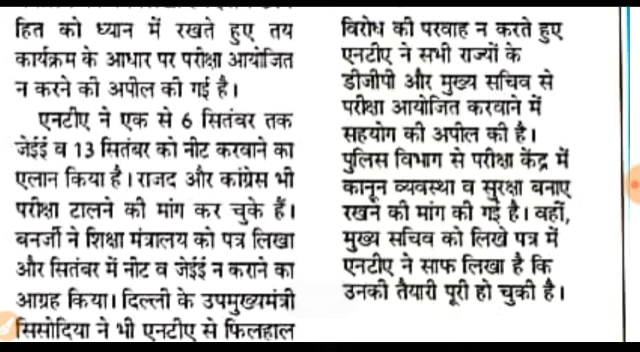 हित को ध्यान में रखते हुए तय
कार्यक्रम के आधार पर परीक्षा आयोजित
न करने की अपील की गई है।
एनटीए ने एक से 6 सितंबर तक
जेईई व 13 सितंबर को नीट करवाने का
एलान किया है। राजद और कांग्रेस भी
परीक्षा टालने की मांग कर चुके हैं।
बनर्जी ने शिक्षा मंत्रालय को पत्र लिखा
और सितंबर में नीट व जेईई न कराने का
आग्रह किया। दिल्ली के उपमुख्यमंत्री
सिसोदिया ने भी एनटीए से फिलहाल
विरोध की परवाह न करते हुए
एनटीए ने सभी राज्यों के
डीजीपी और मुख्य सचिव से
परीक्षा आयोजित करवाने में
सहयोग की अपील की है।
पुलिस विभाग से परीक्षा केंद्र में
कानून व्यवस्था व सुरक्षा बनाए
रखने की मांग की गई है। वहीं,
मुख्य सचिव को लिखे पत्र में
एनटीए ने साफ लिखा है कि
उनकी तैयारी पूरी हो चुकी है।